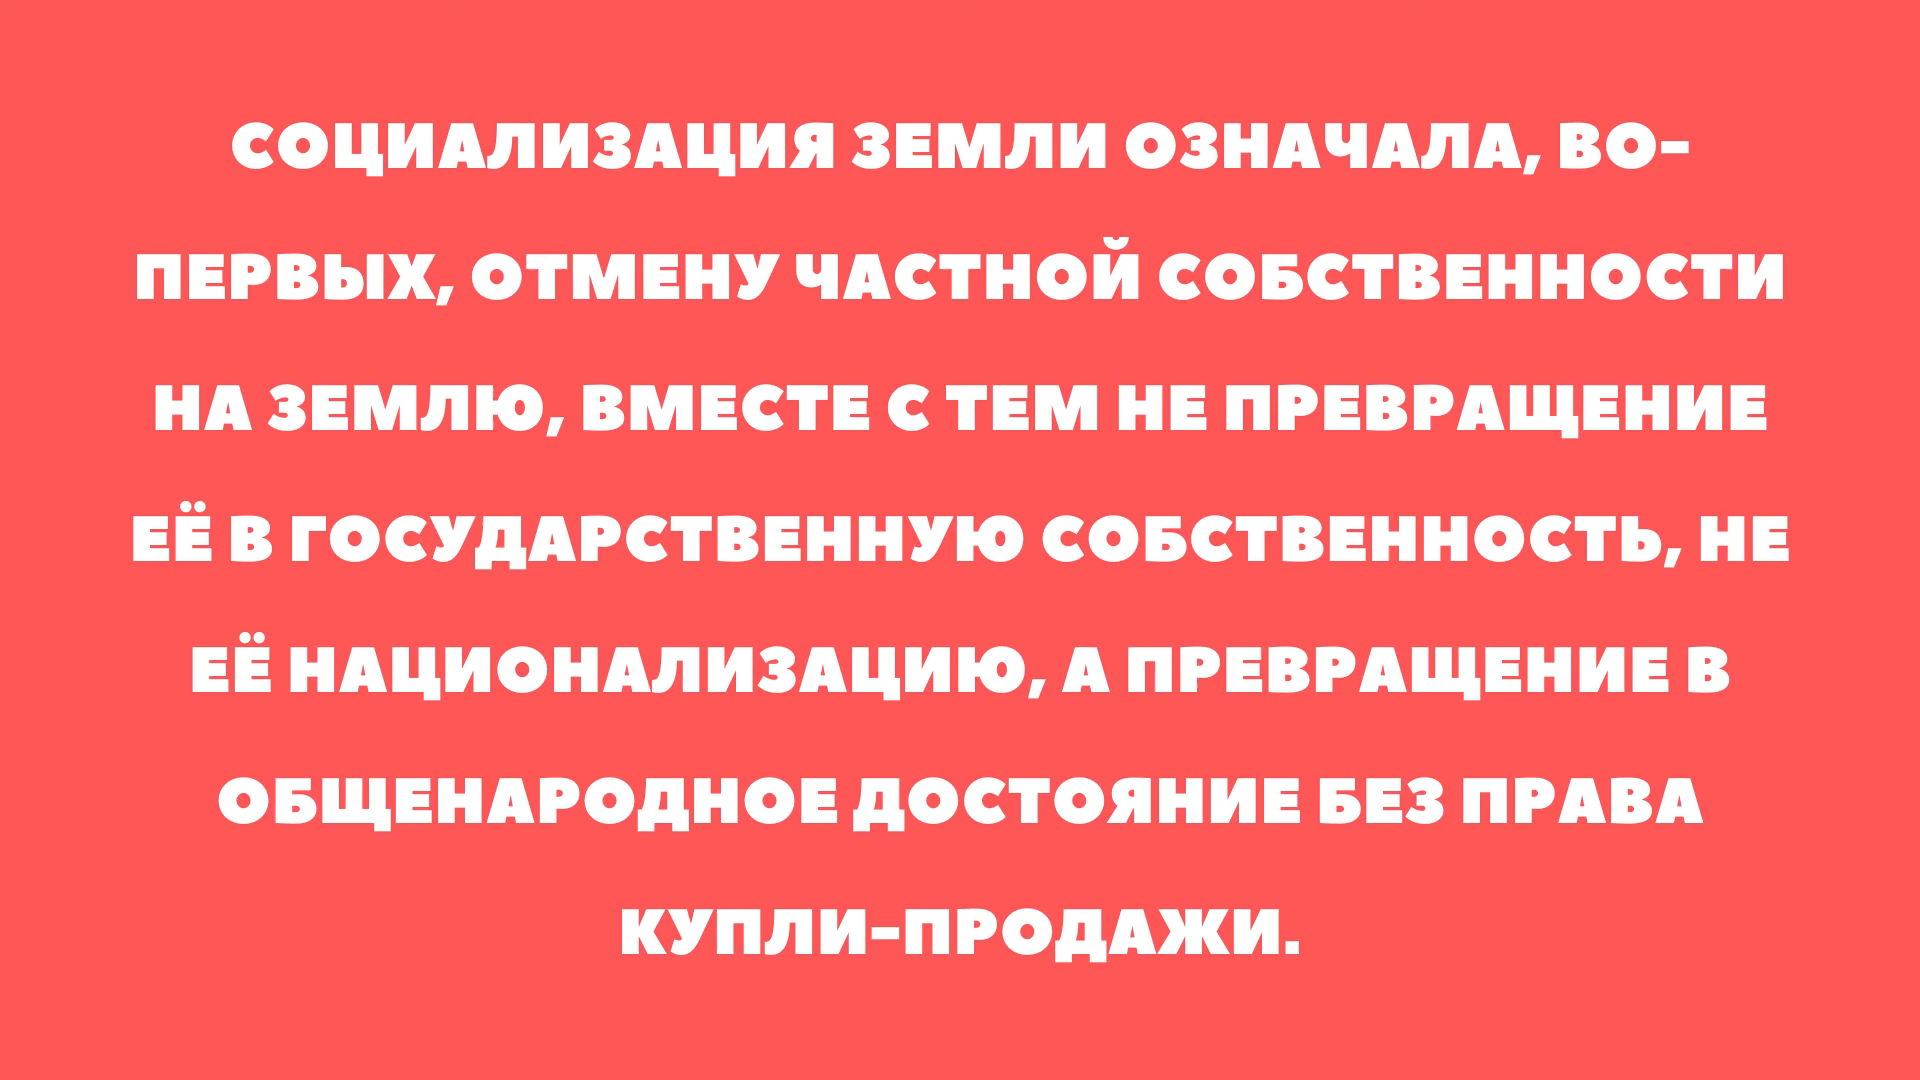 СОЦИАЛИЗАЦИЯ ЗЕМЛИ ОЗНАЧАЛА, ВО-
ПЕРВЫХ, ОТМЕНУ ЧАСТНОЙ СОБСТВЕННОСТИ
НА ЗЕМЛЮ, ВМЕСТЕ С ТЕМ НЕ ПРЕВРАЩЕНИЕ
ЕЁ В ГОСУДАРСТВЕННУЮ СОБСТВЕННОСТЬ, НЕ
ЕЁ НАЦИОНАЛИЗАЦИЮ, А ПРЕВРАЩЕНИЕ В
ОБЩЕНАРОДНОЕ ДОСТОЯНИЕ БЕЗ ПРАВА
КУПЛИ-ПРОДАЖИ.